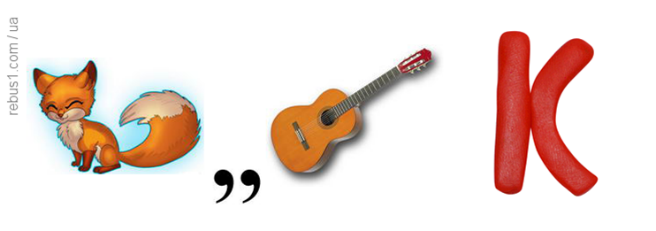 rebus1.com / ua
,, К